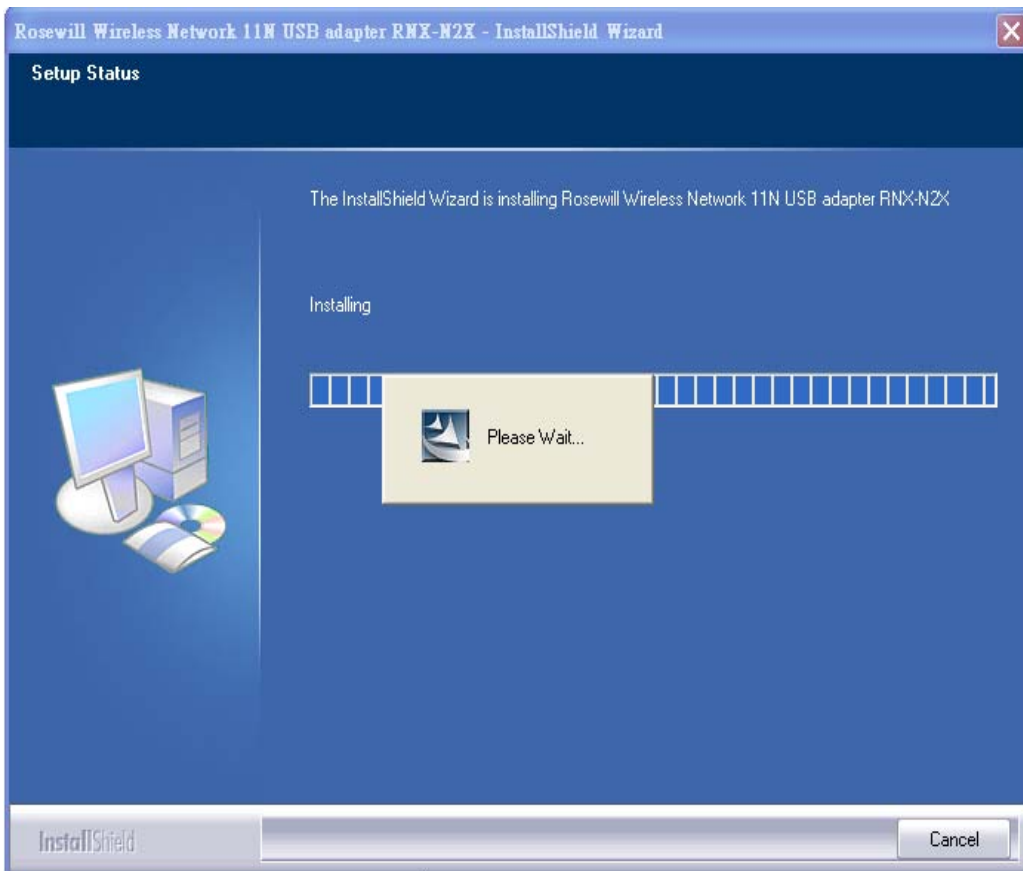 Rosewill Wireless Network 11N USB adapter RNX-N2X - InstallShield Wizard
Setup Status
The InstallShield Wizard is installing Rosewill Wireless Network 11N USB adapter RNX-N2X
Installing
Please Wait...
InstallShield
Cancel